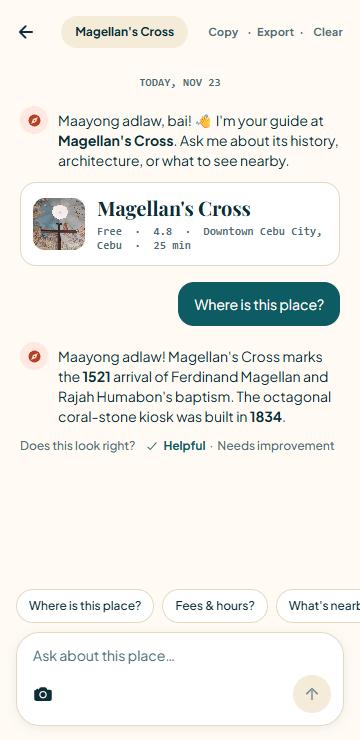 Magellan's Cross
Copy · Export · Clear
TODAY, NOV 23
Maayong adlaw, bai! 👋 I'm your guide at
Magellan's Cross. Ask me about its history,
architecture, or what to see nearby.
Magellan's Cross
Free · 4.8 · Downtown Cebu City,
Cebu · 25 min
Where is this place?
Maayong adlaw! Magellan's Cross marks
the 1521 arrival of Ferdinand Magellan and
Rajah Humabon's baptism. The octagonal
coral-stone kiosk was built in 1834.
Does this look right? ✓ Helpful · Needs improvement
Where is this place?
Fees & hours?
What's nearb
Ask about this place…